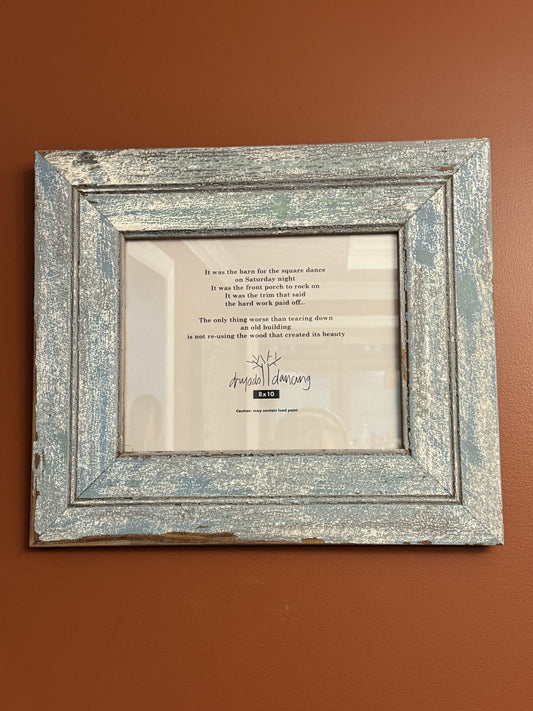 It was the barn for the square dance
on Saturday night
It was the front porch to rock on
It was the trim that said
the hard work paid off...
The only thing worse than tearing down
an old building
is not re-using the wood that created its beauty
dryads dancing
8x10
Caution: may contain lead paint